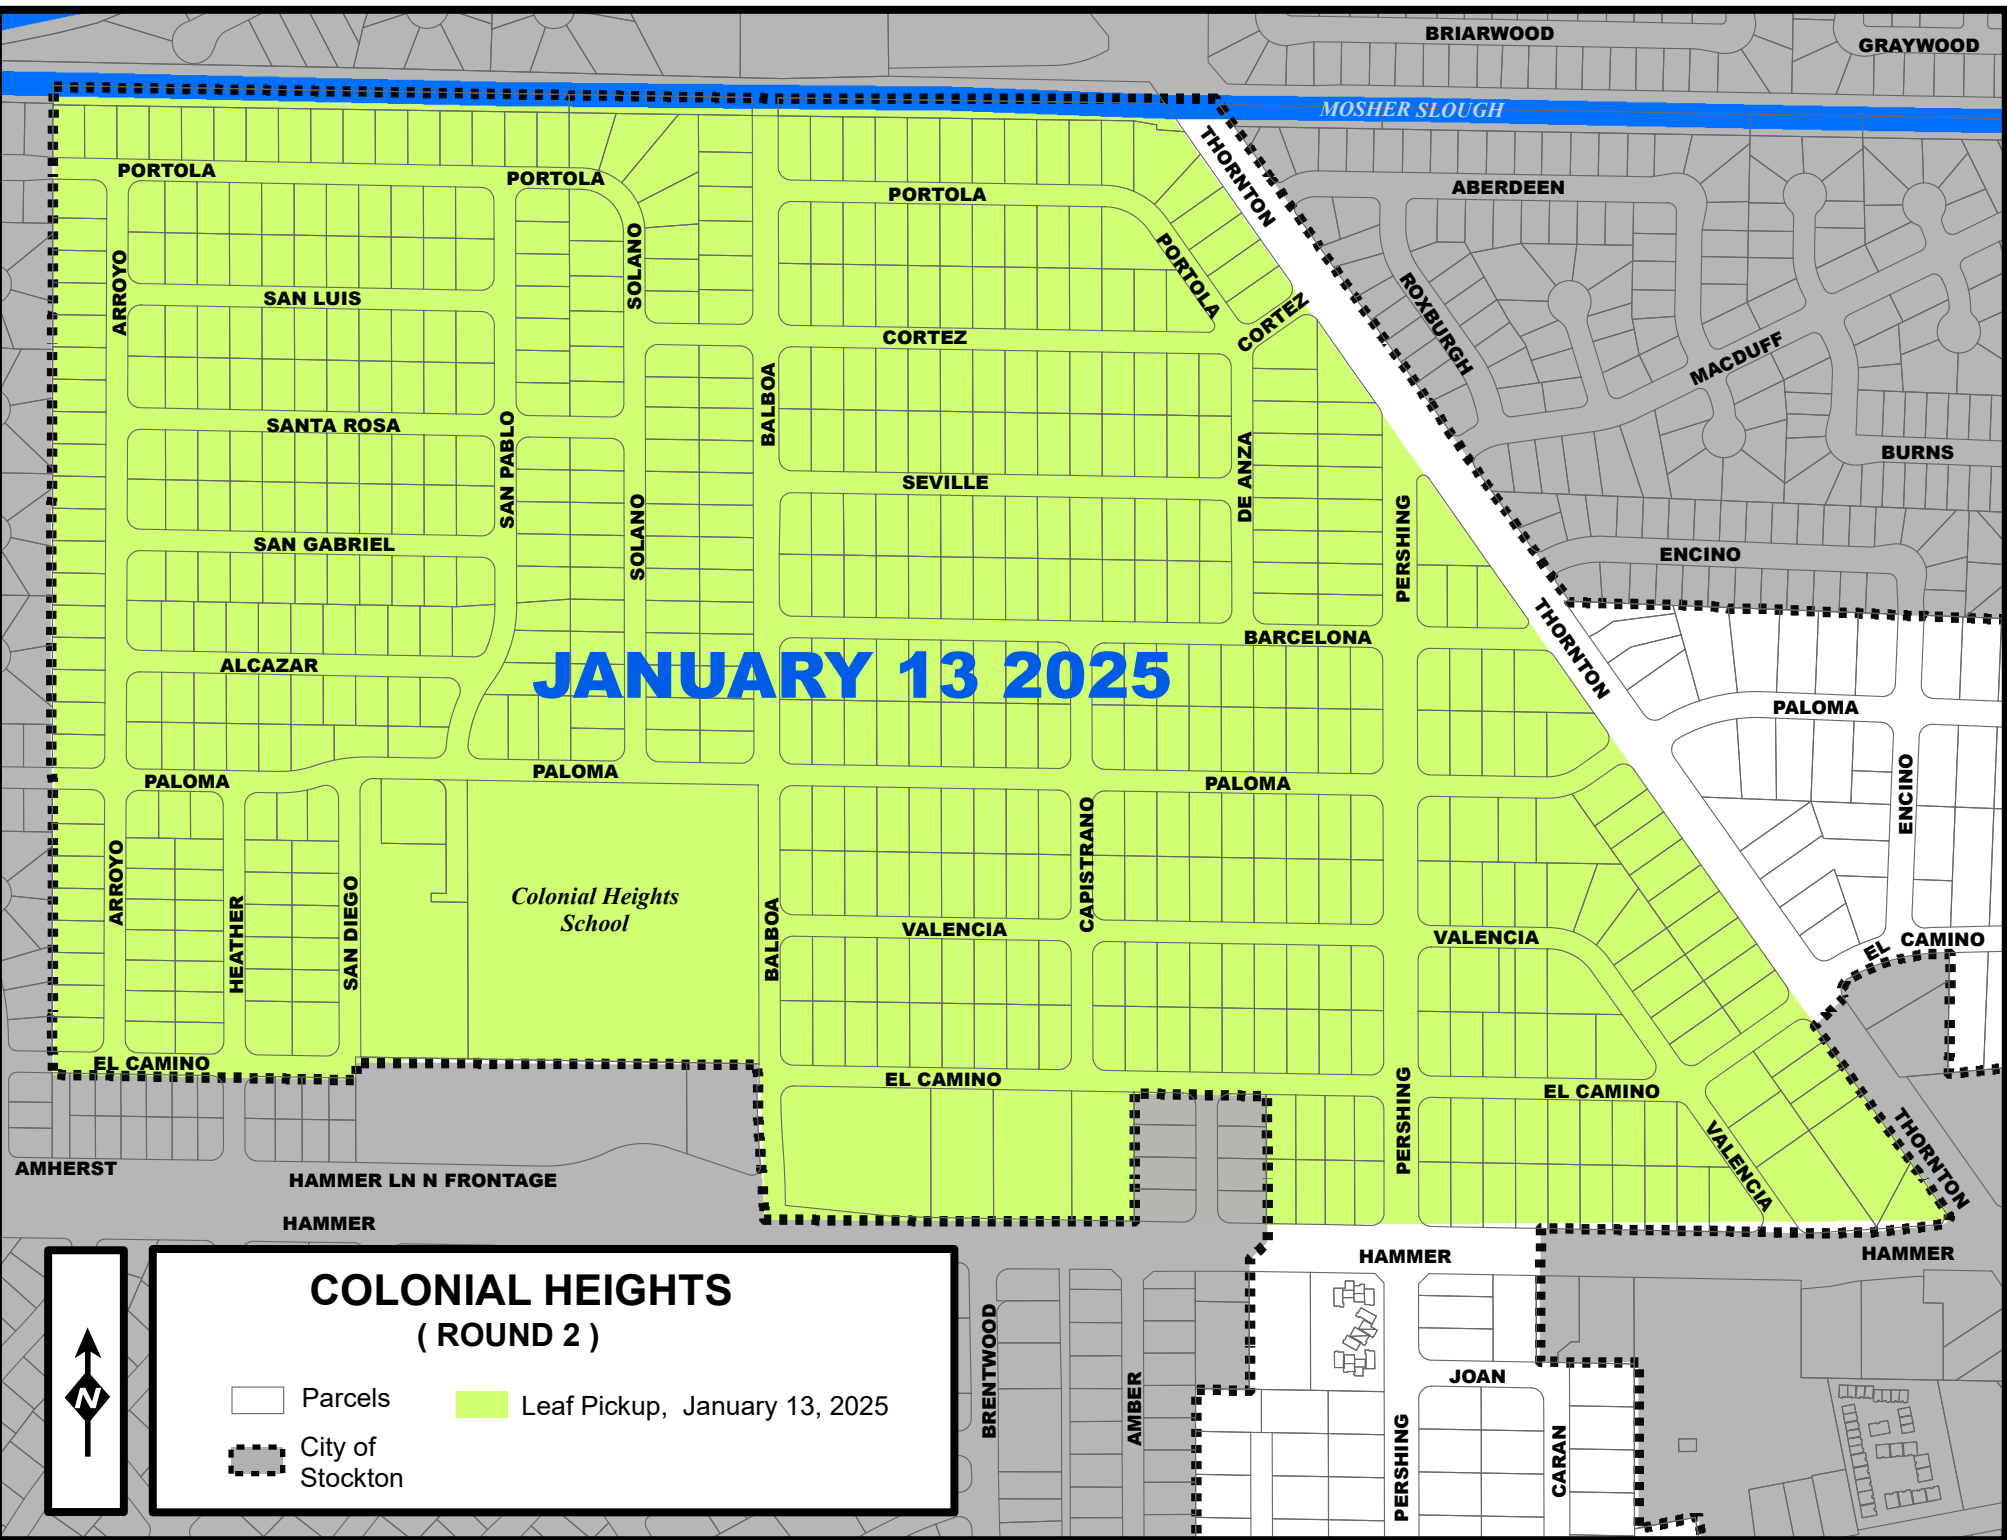 BRIARWOOD
GRAYWOOD
MOSHER SLOUGH
THORNTON
PORTOLA
PORTOLA
PORTOLA
ABERDEEN
PORTOLA
SOLANO
ARROYO
SAN LUIS
CORTEZ
CORTEZ
ROXBURGH
MACDUFF
BALBOA
SANTA ROSA
SAN PABLO
DE ANZA
BURNS
SEVILLE
SOLANO
PERSHING
SAN GABRIEL
ENCINO
THORNTON
BARCELONA
ALCAZAR
JANUARY 13 2025
PALOMA
PALOMA
PALOMA
PALOMA
ENCINO
CAPISTRANO
ARROYO
HEATHER
SAN DIEGO
Colonial Heights
School
BALBOA
VALENCIA
VALENCIA
EL CAMINO
EL CAMINO
EL CAMINO
EL CAMINO
PERSHING
VALENCIA
THORNTON
AMHERST
HAMMER LN N FRONTAGE
HAMMER
HAMMER
HAMMER
COLONIAL HEIGHTS
( ROUND 2 )
Parcels
Leaf Pickup, January 13, 2025
City of
Stockton
N
BRENTWOOD
AMBER
JOAN
PERSHING
CARAN